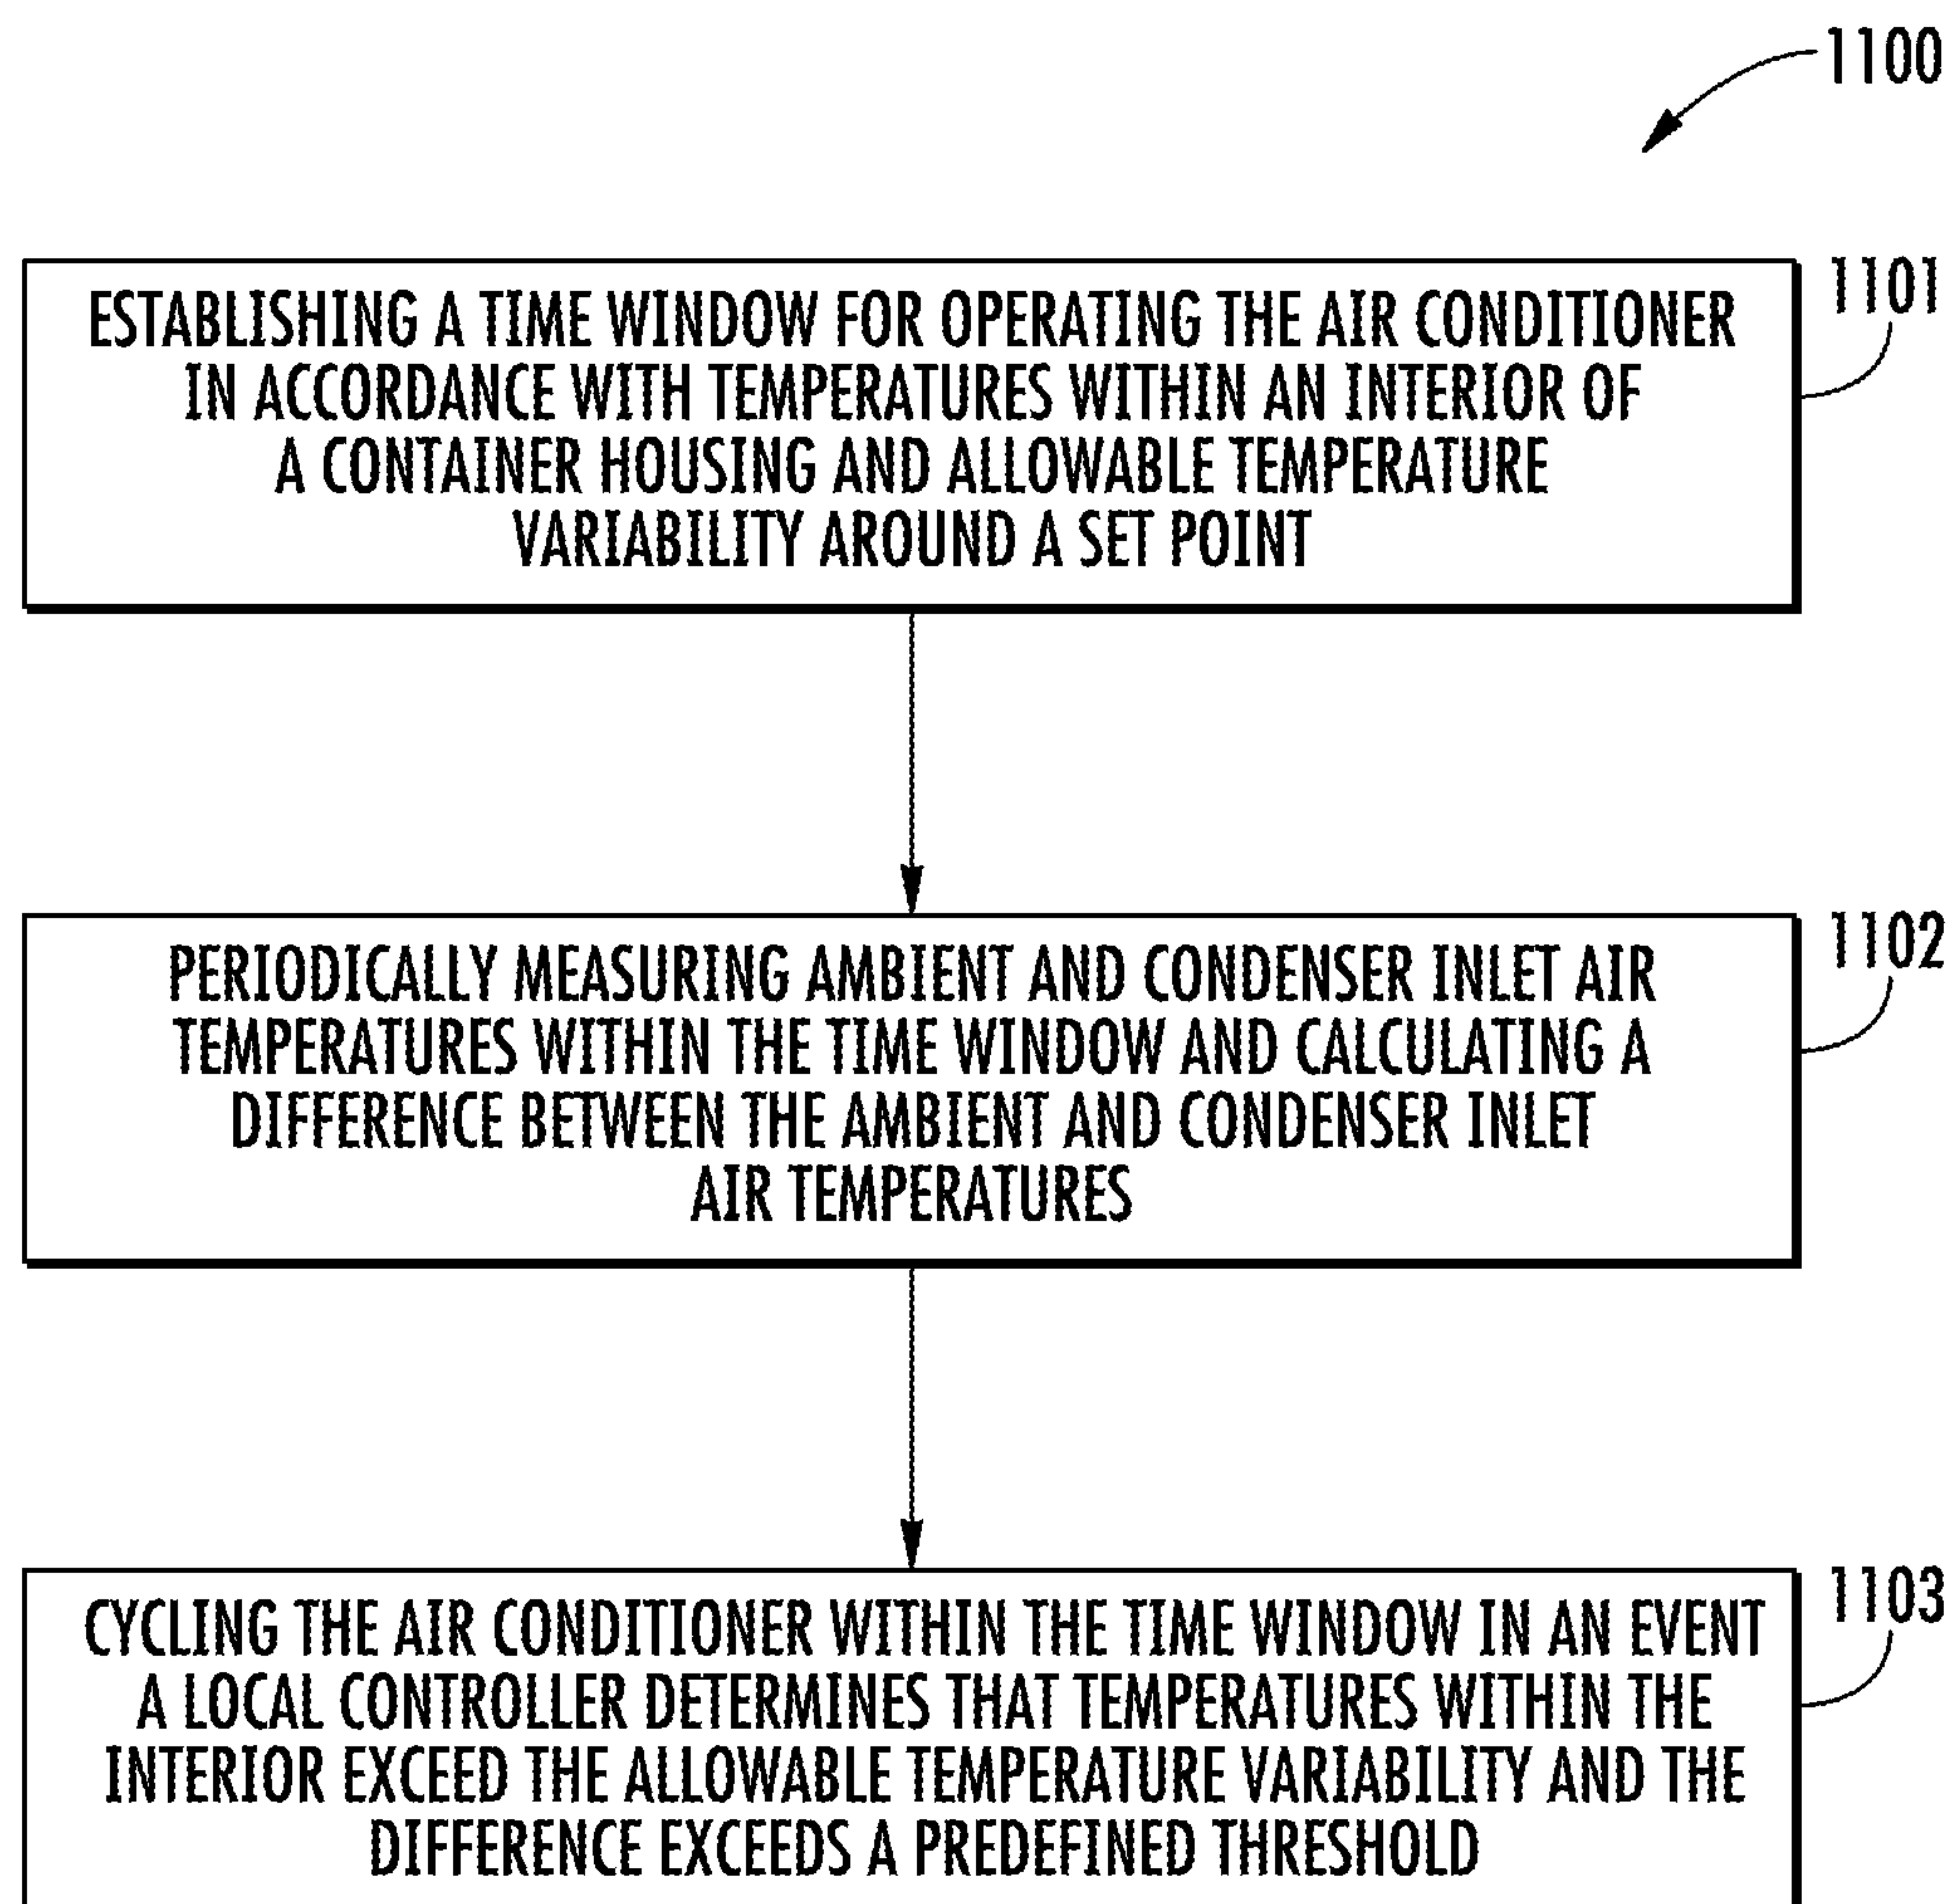 1100
1101
ESTABLISHING A TIME WINDOW FOR OPERATING THE AIR CONDITIONER
IN ACCORDANCE WITH TEMPERATURES WITHIN AN INTERIOR OF
A CONTAINER HOUSING AND ALLOWABLE TEMPERATURE
VARIABILITY AROUND A SET POINT
1102
PERIODICALLY MEASURING AMBIENT AND CONDENSER INLET AIR
TEMPERATURES WITHIN THE TIME WINDOW AND CALCULATING A
DIFFERENCE BETWEEN THE AMBIENT AND CONDENSER INLET
AIR TEMPERATURES
1103
CYCLING THE AIR CONDITIONER WITHIN THE TIME WINDOW IN AN EVENT
A LOCAL CONTROLLER DETERMINES THAT TEMPERATURES WITHIN THE
INTERIOR EXCEED THE ALLOWABLE TEMPERATURE VARIABILITY AND THE
DIFFERENCE EXCEEDS A PREDEFINED THRESHOLD